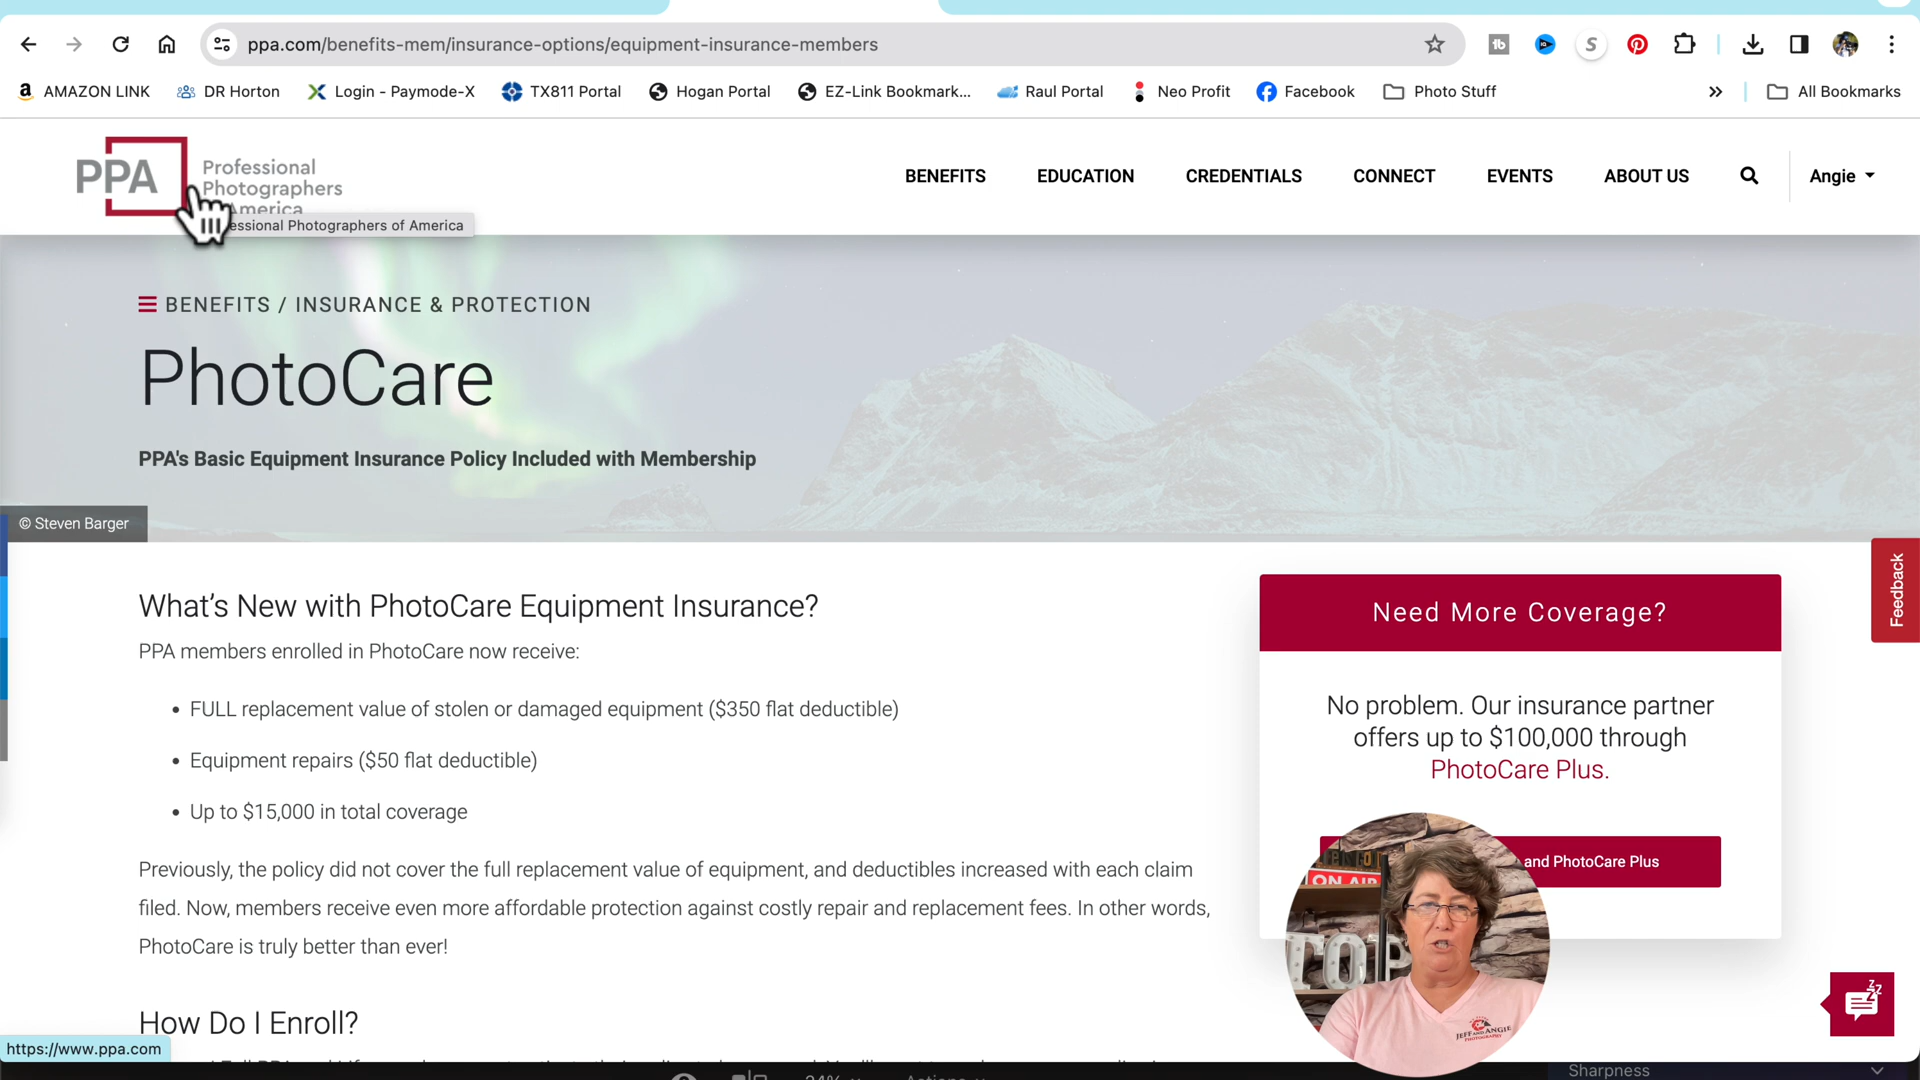 ppa.com/benefits-mem/insurance-options/equipment-insurance-members
AMAZON LINK DR Horton Login - Paymode-X TX811 Portal Hogan Portal EZ-Link Bookmark... Raul Portal Neo Profit Facebook Photo Stuff » All Bookmarks
PPA
Professional
Photographers
America
essional Photographers of America
BENEFITS EDUCATION CREDENTIALS CONNECT EVENTS ABOUT US Angie
BENEFITS / INSURANCE & PROTECTION
PhotoCare
PPA's Basic Equipment Insurance Policy Included with Membership
© Steven Barger
Feedback
What's New with PhotoCare Equipment Insurance?
PPA members enrolled in PhotoCare now receive:
• FULL replacement value of stolen or damaged equipment ($350 flat deductible)
• Equipment repairs ($50 flat deductible)
• Up to $15,000 in total coverage
Previously, the policy did not cover the full replacement value of equipment, and deductibles increased with each claim
filed. Now, members receive even more affordable protection against costly repair and replacement fees. In other words,
PhotoCare is truly better than ever!
How Do I Enroll?
Need More Coverage?
No problem. Our insurance partner
offers up to $100,000 through
PhotoCare Plus.
and PhotoCare Plus
ON AIR
TOP
JEFF AND ANGIE
PHOTOGRAPHY
https://www.ppa.com
Sharpness